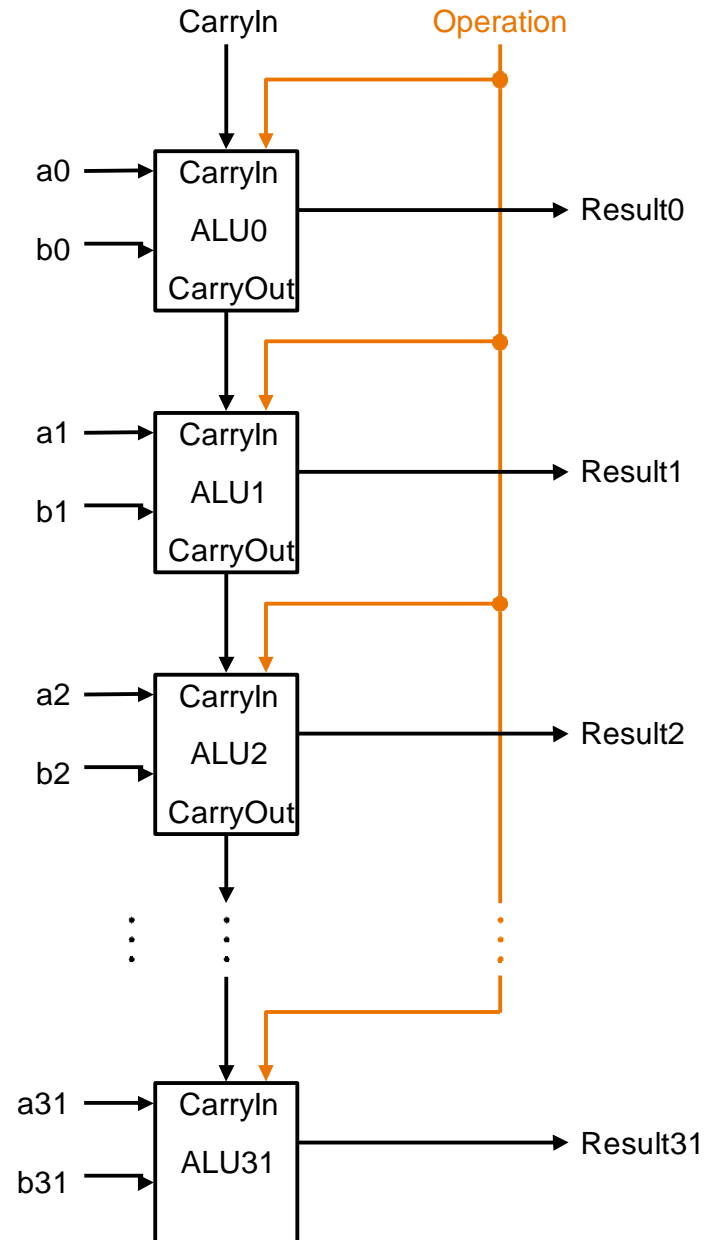 CarryIn Operation
a0 CarryIn
ALU0 Result0
b0
CarryOut
a1 CarryIn
ALU1 Result1
b1
CarryOut
a2 CarryIn
ALU2 Result2
b2
CarryOut
a31 CarryIn
ALU31 Result31
b31